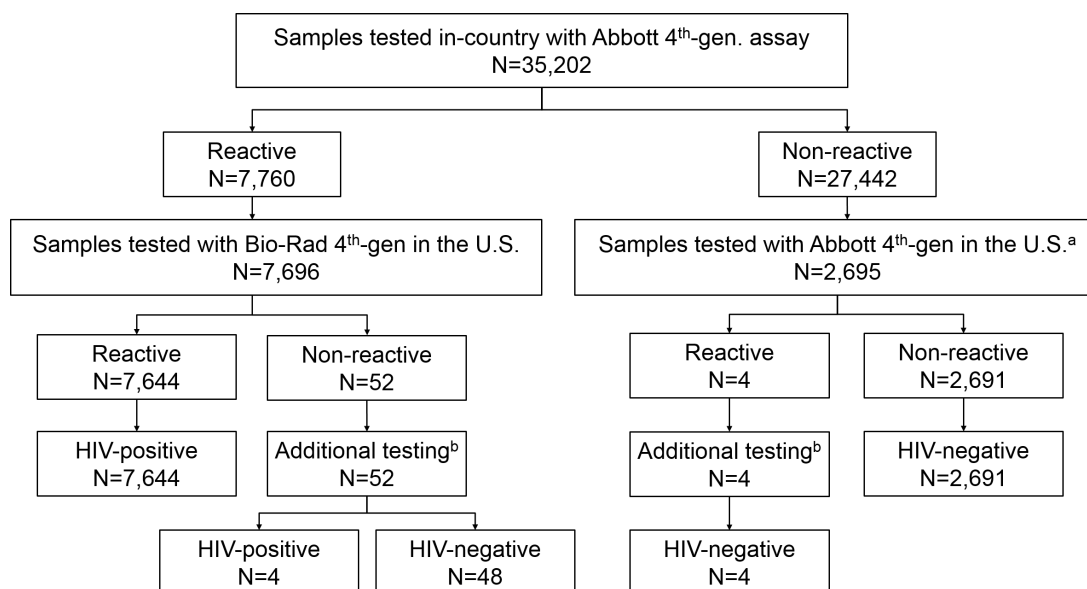 Samples tested in-country with Abbott 4th-gen. assay
N=35,202
Reactive
N=7,760
Non-reactive
N=27,442
Samples tested with Bio-Rad 4th-gen in the U.S.
N=7,696
Samples tested with Abbott 4th-gen in the U.S.a
N=2,695
Reactive
N=7,644
Non-reactive
N=52
Reactive
N=4
Non-reactive
N=2,691
HIV-positive
N=7,644
Additional testingb
N=52
Additional testingb
N=4
HIV-negative
N=2,691
HIV-positive
N=4
HIV-negative
N=48
HIV-negative
N=4